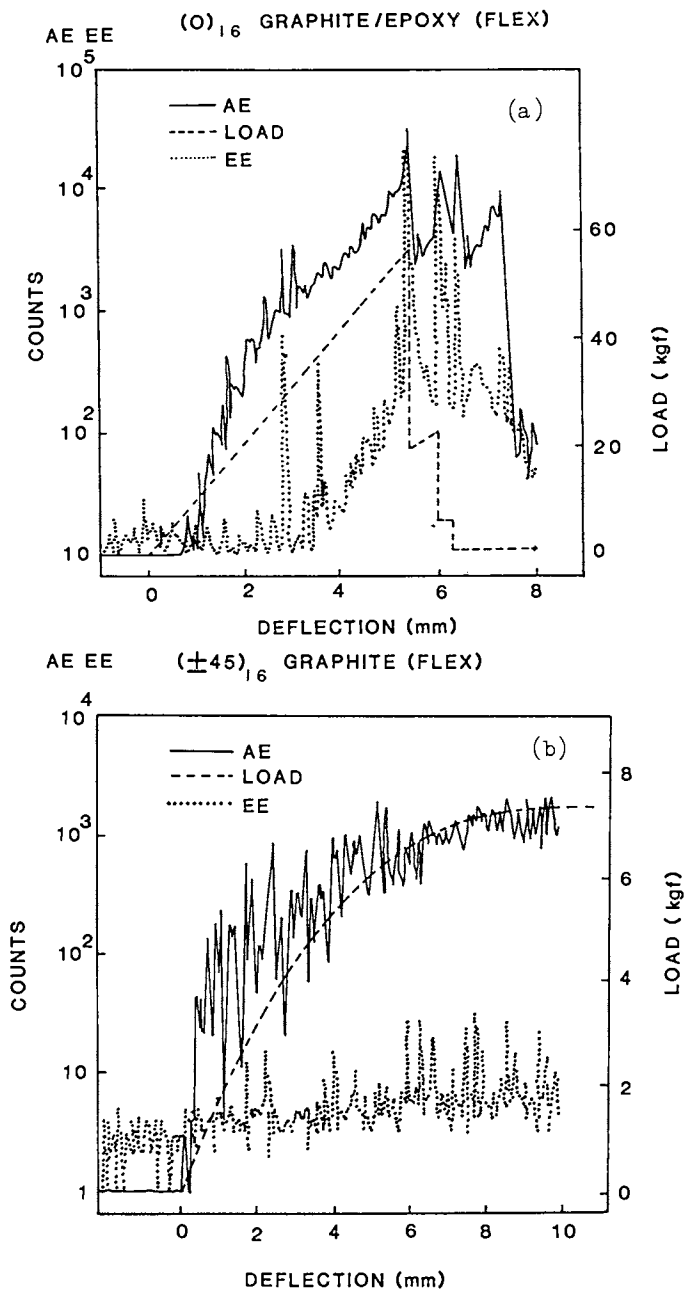 (O)16 GRAPHITE/EPOXY (FLEX)
AE EE
10^5
AE
LOAD
EE
(a)
10^4
10^3
10^2
10
COUNTS
60
40
20
0
LOAD (kgf)
0 2 4 6 8
DEFLECTION (mm)
AE EE (±45)16 GRAPHITE (FLEX)
10^4
AE
LOAD
EE
(b)
10^3
10^2
10
1
COUNTS
8
6
4
2
0
LOAD (kgf)
0 2 4 6 8 10
DEFLECTION (mm)